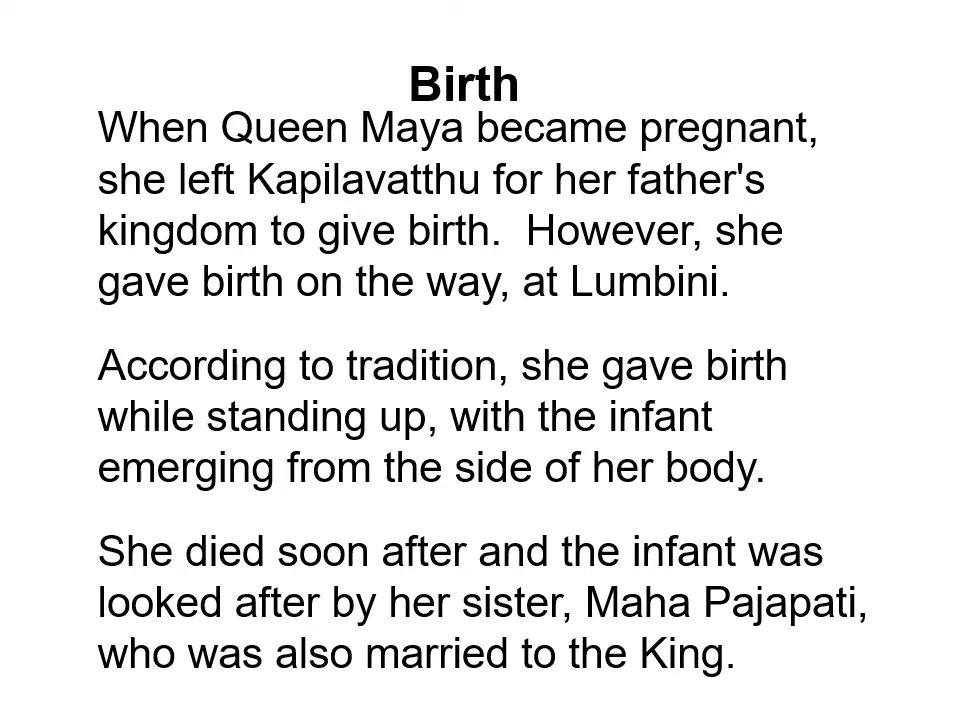 Birth
When Queen Maya became pregnant,
she left Kapilavatthu for her father's
kingdom to give birth.  However, she
gave birth on the way, at Lumbini.
According to tradition, she gave birth
while standing up, with the infant
emerging from the side of her body.
She died soon after and the infant was
looked after by her sister, Maha Pajapati,
who was also married to the King.